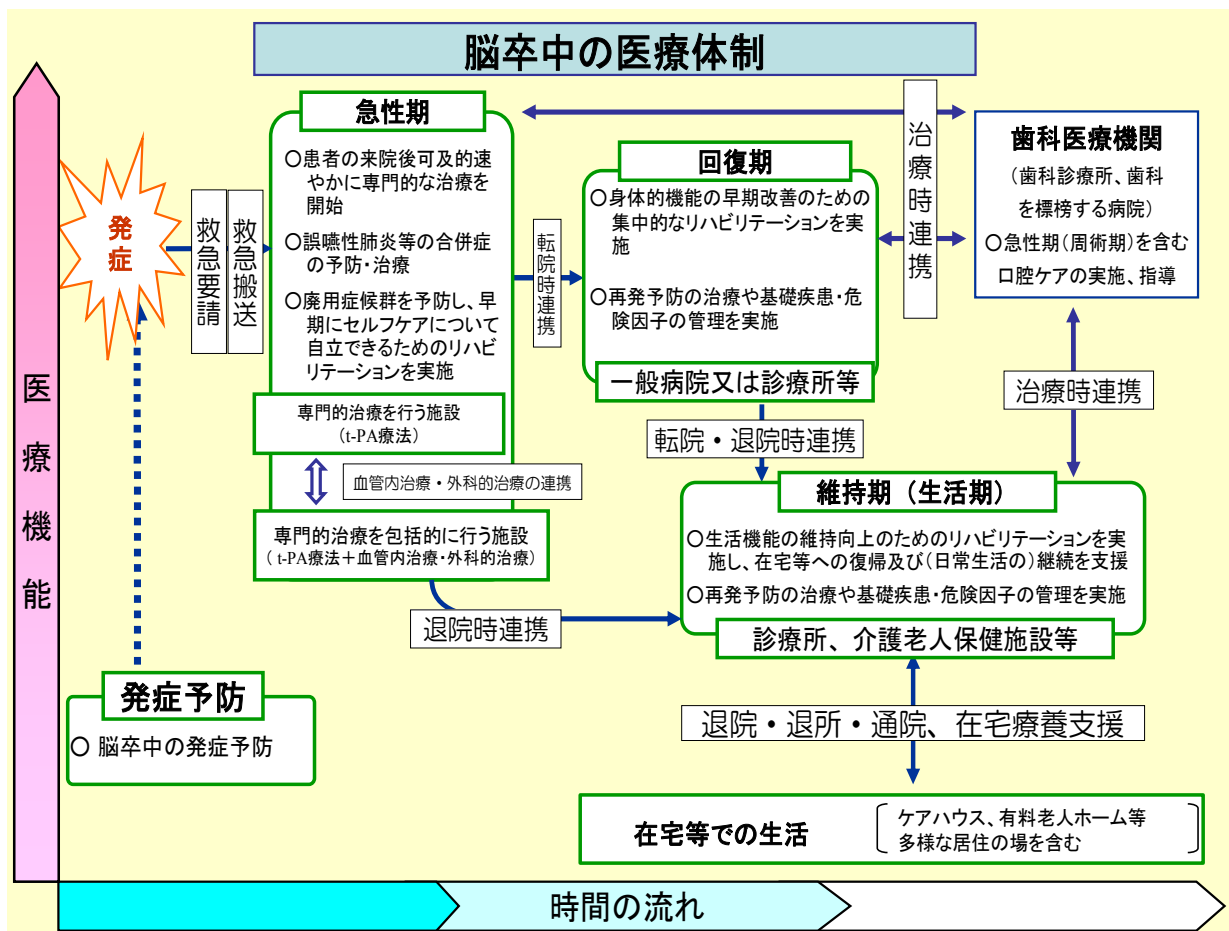 脳卒中の医療体制
医療機能
発症
救急要請
救急搬送
急性期
○患者の来院後可及的速
やかに専門的な治療を
開始
○誤嚥性肺炎等の合併症
の予防・治療
○廃用症候群を予防し、早
期にセルフケアについて
自立できるためのリハビ
リテーションを実施
専門的治療を行う施設
(t-PA療法)
血管内治療・外科的治療の連携
専門的治療を包括的に行う施設
(t-PA療法＋血管内治療・外科的治療)
転院時連携
回復期
○身体的機能の早期改善のための
集中的なリハビリテーションを実
施
○再発予防の治療や基礎疾患・危
険因子の管理を実施
一般病院又は診療所等
治療時連携
歯科医療機関
（歯科診療所、歯科
を標榜する病院）
○急性期（周術期）を含む
口腔ケアの実施、指導
治療時連携
転院・退院時連携
維持期（生活期）
○生活機能の維持向上のためのリハビリテーションを実
施し、在宅等への復帰及び(日常生活の)継続を支援
○再発予防の治療や基礎疾患・危険因子の管理を実施
診療所、介護老人保健施設等
退院時連携
発症予防
○ 脳卒中の発症予防
退院・退所・通院、在宅療養支援
在宅等での生活
ケアハウス、有料老人ホーム等
多様な居住の場を含む
時間の流れ